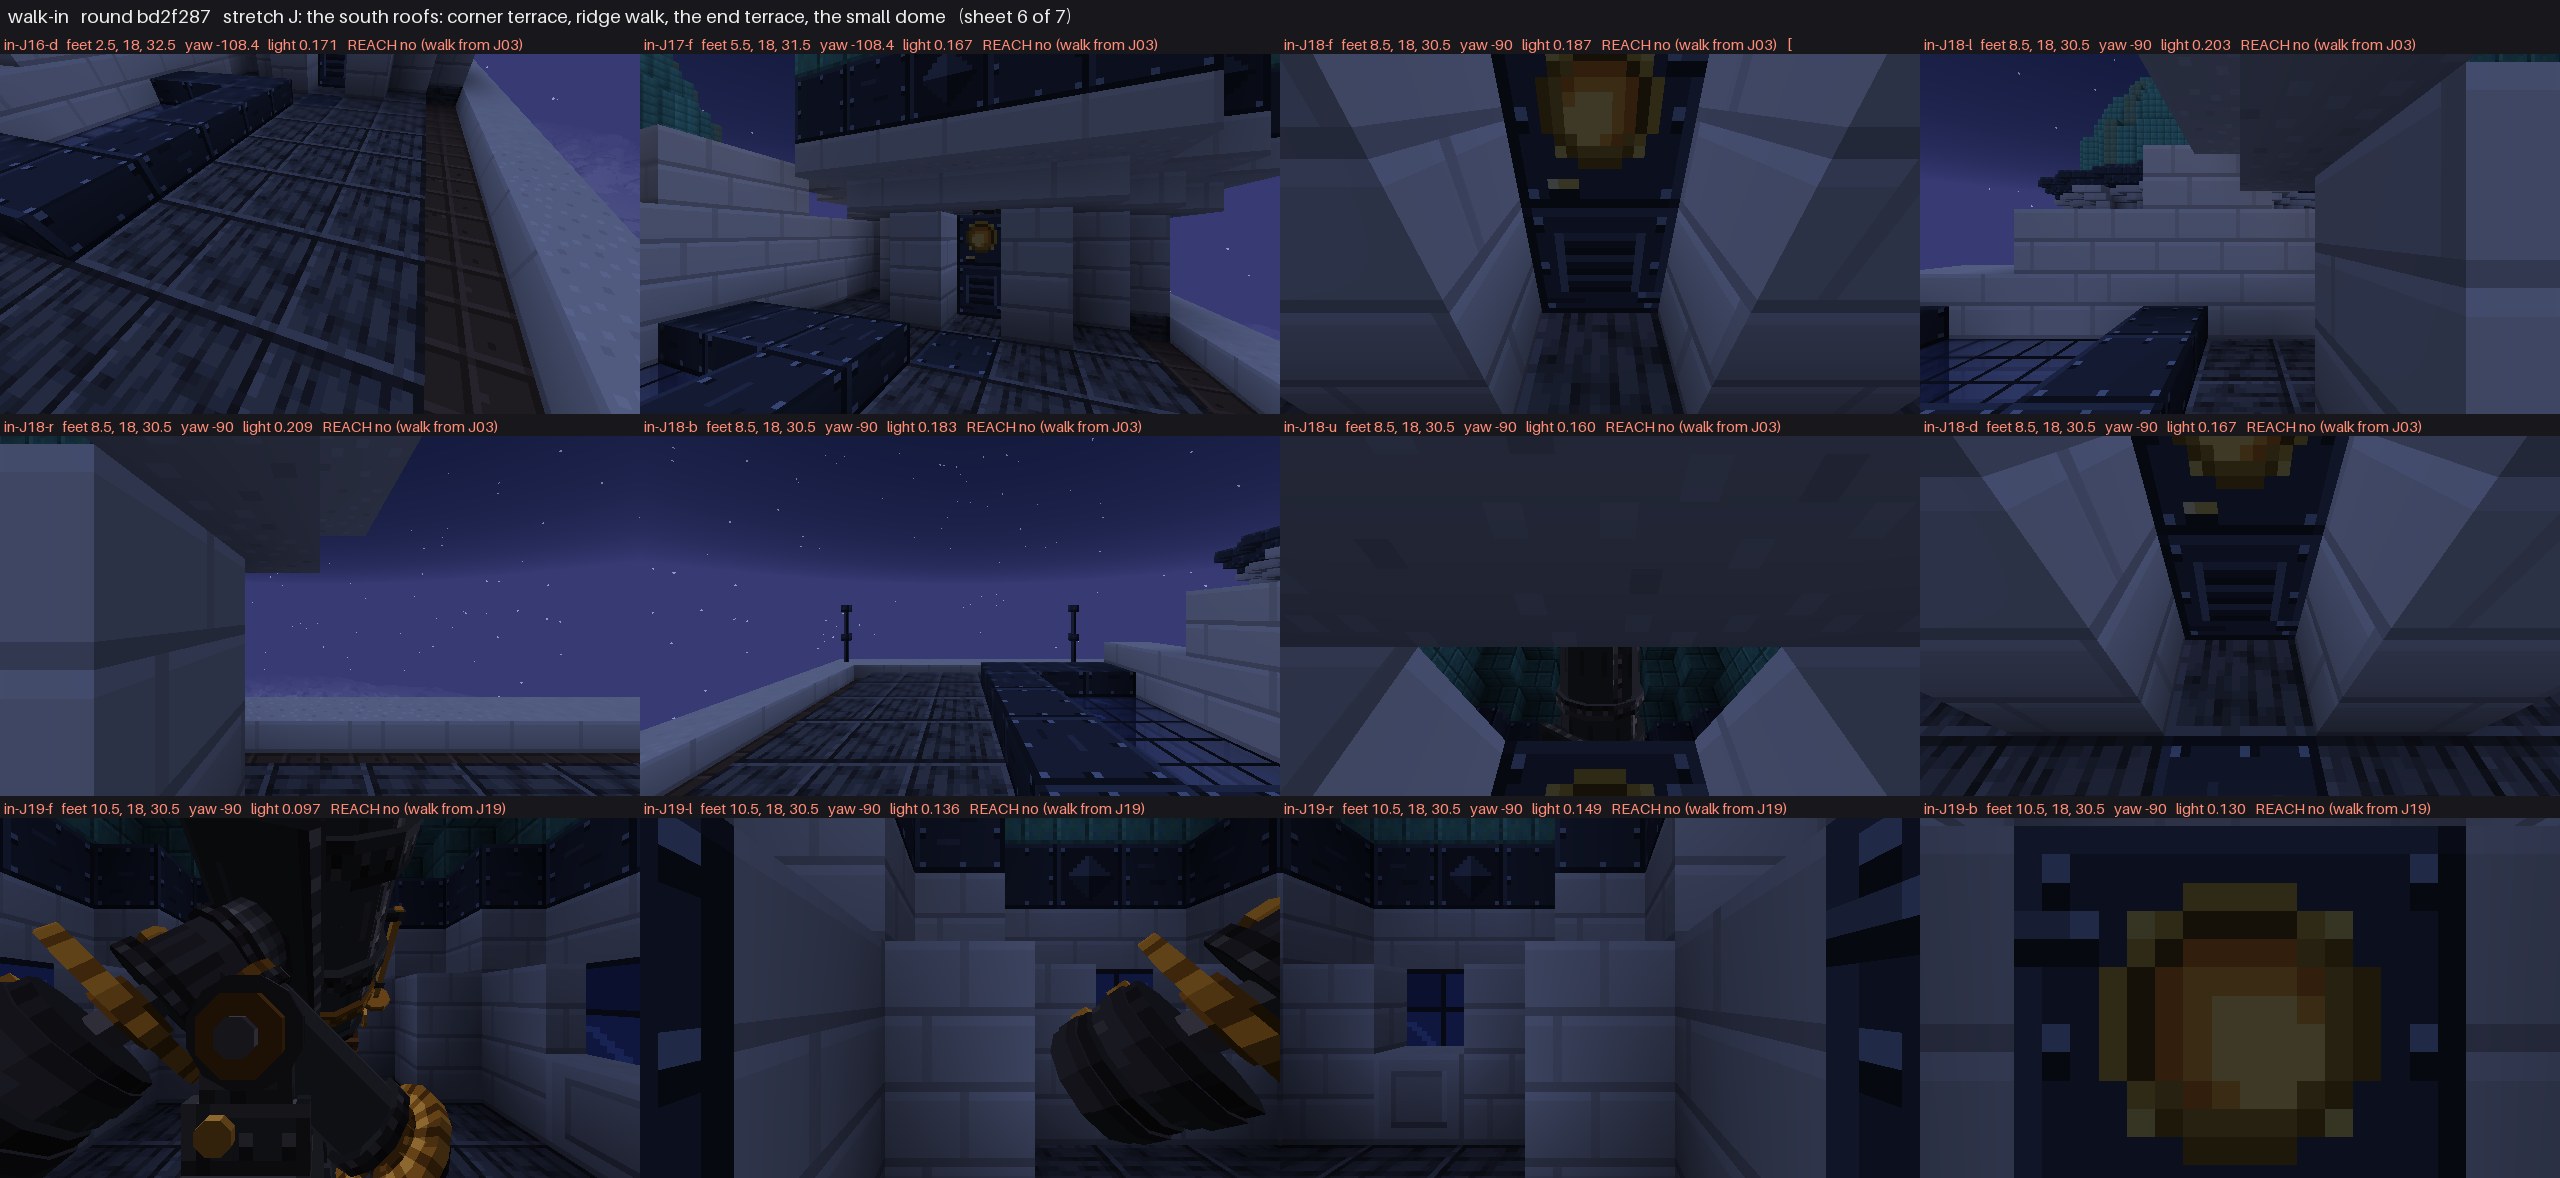 walk-in   round bd2f287   stretch J: the south roofs: corner terrace, ridge walk, the end terrace, the small dome   (sheet 6 of 7)
in-J16-d   feet 2.5, 18, 32.5   yaw -108.4   light 0.171   REACH no (walk from J03)
in-J17-f   feet 5.5, 18, 31.5   yaw -108.4   light 0.167   REACH no (walk from J03)
in-J18-f   feet 8.5, 18, 30.5   yaw -90   light 0.187   REACH no (walk from J03)   [
in-J18-l   feet 8.5, 18, 30.5   yaw -90   light 0.203   REACH no (walk from J03)
in-J18-r   feet 8.5, 18, 30.5   yaw -90   light 0.209   REACH no (walk from J03)
in-J18-b   feet 8.5, 18, 30.5   yaw -90   light 0.183   REACH no (walk from J03)
in-J18-u   feet 8.5, 18, 30.5   yaw -90   light 0.160   REACH no (walk from J03)
in-J18-d   feet 8.5, 18, 30.5   yaw -90   light 0.167   REACH no (walk from J03)
in-J19-f   feet 10.5, 18, 30.5   yaw -90   light 0.097   REACH no (walk from J19)
in-J19-l   feet 10.5, 18, 30.5   yaw -90   light 0.136   REACH no (walk from J19)
in-J19-r   feet 10.5, 18, 30.5   yaw -90   light 0.149   REACH no (walk from J19)
in-J19-b   feet 10.5, 18, 30.5   yaw -90   light 0.130   REACH no (walk from J19)